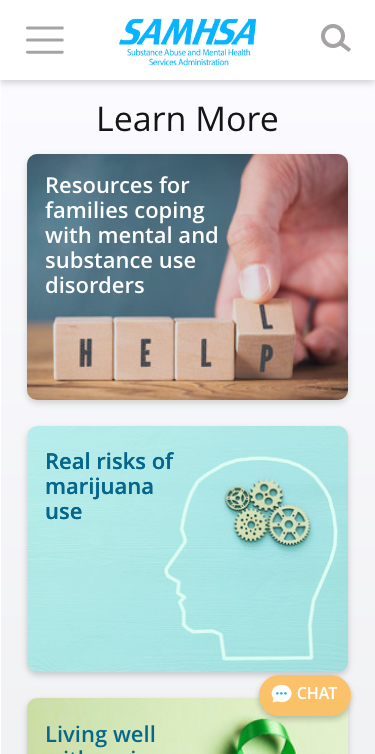 SAMHSA
Substance Abuse and Mental Health
Services Administration
Learn More
Resources for
families coping
with mental and
substance use
disorders
H E L L
P
Real risks of
marijuana
use
CHAT
Living well